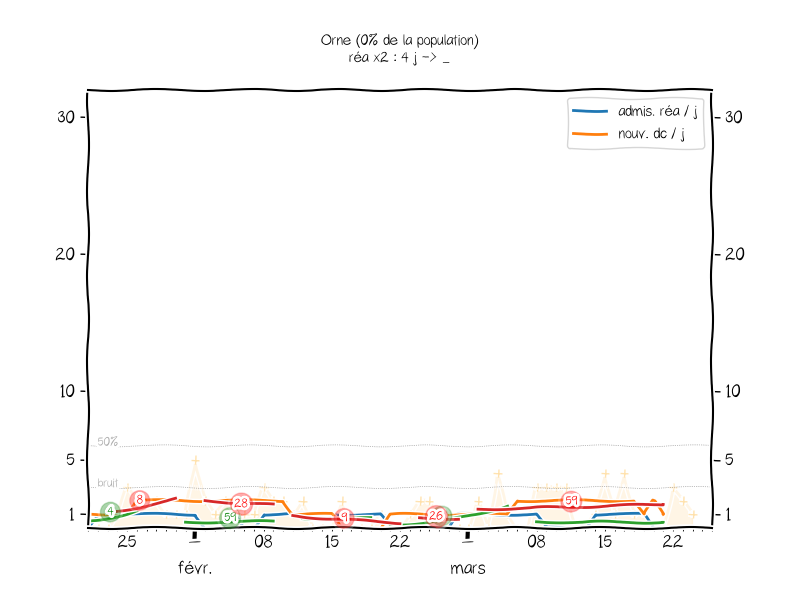 Orne (0% de la population)
réa x2 : 4 j -> _
admis. réa / j
nouv. dc / j
30 30
20 20
10 10
5 5
1 1
50%
bruit
4 8 59 28 9 26 59
25 08 15 22 08 15 22
févr. mars